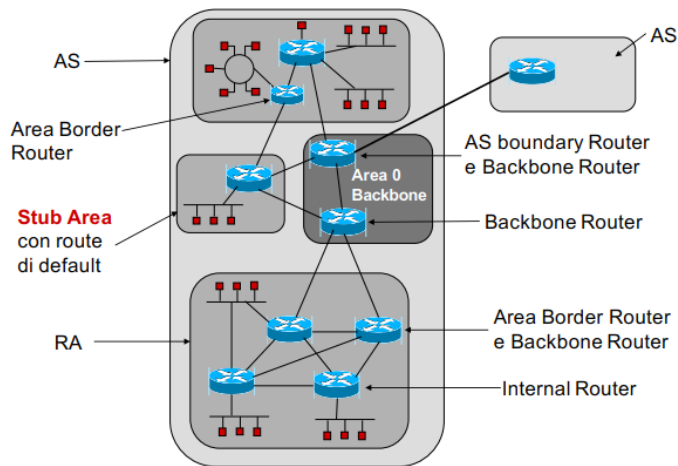 AS
AS
Area Border
Router
AS boundary Router
e Backbone Router
Area 0
Backbone
Stub Area
con route
di default
Backbone Router
RA
Area Border Router
e Backbone Router
Internal Router